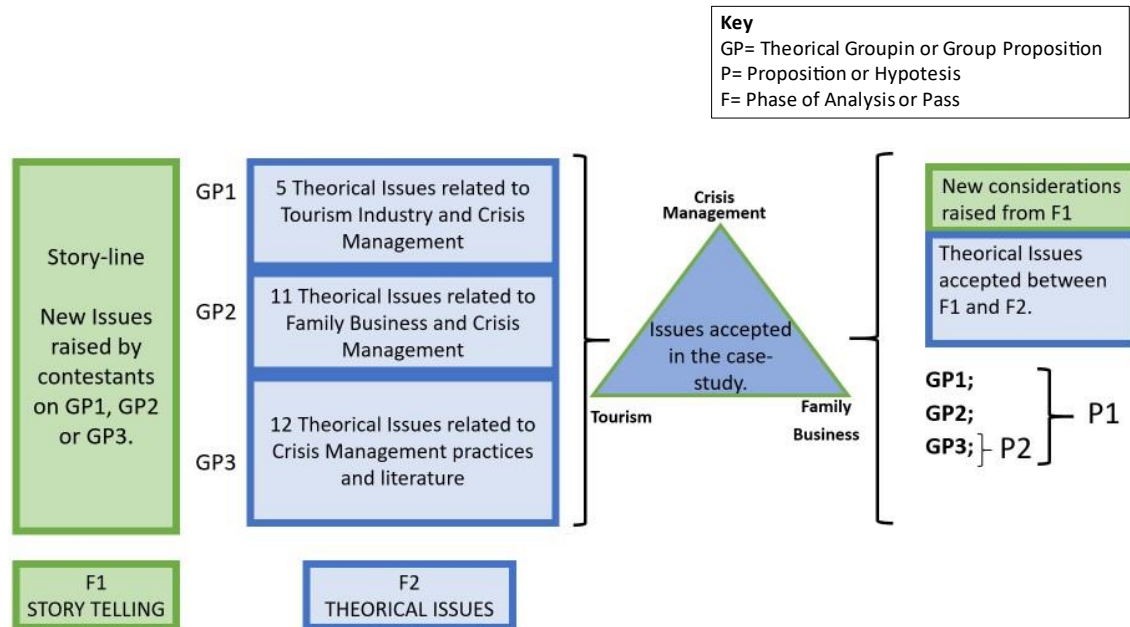 Key
GP= Theorical Groupin or Group Proposition
P= Proposition or Hypotesis
F= Phase of Analysis or Pass
Story-line
New Issues
raised by
contestants
on GP1, GP2
or GP3.
GP1
5 Theorical Issues related to
Tourism Industry and Crisis
Management
GP2
11 Theorical Issues related to
Family Business and Crisis
Management
GP3
12 Theorical Issues related to
Crisis Management practices
and literature
Crisis
Management
Issues accepted
in the case-
study.
Tourism
Family
Business
New considerations
raised from F1
Theorical Issues
accepted between
F1 and F2.
GP1;
GP2;
GP3;
P2
P1
F1
STORY TELLING
F2
THEORICAL ISSUES